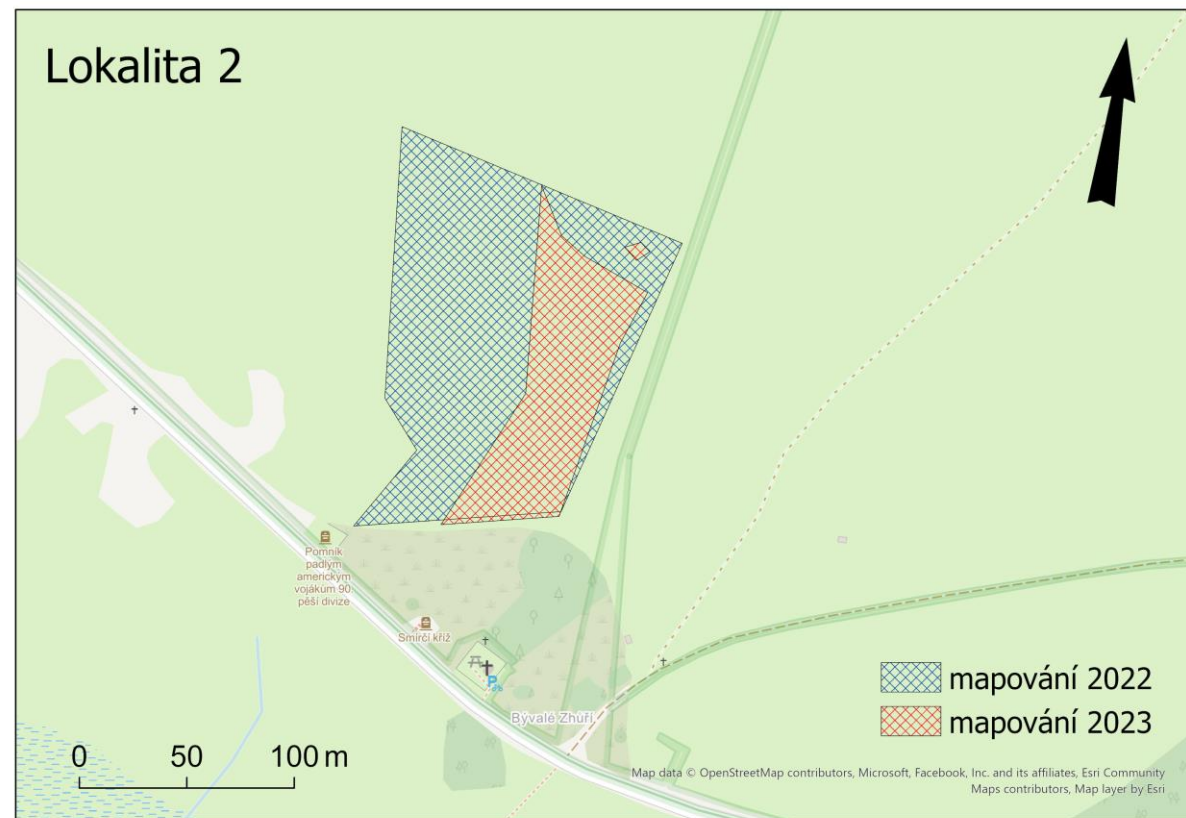 Lokalita 2
Pomník
padlým
americkým
vojákům 90.
pěší divize
Smírčí kříž
P
Bývalé Zhůří
mapování 2022
mapování 2023
0 50 100 m
Map data © OpenStreetMap contributors, Microsoft, Facebook, Inc. and its affiliates, Esri Community
Maps contributors, Map layer by Esri